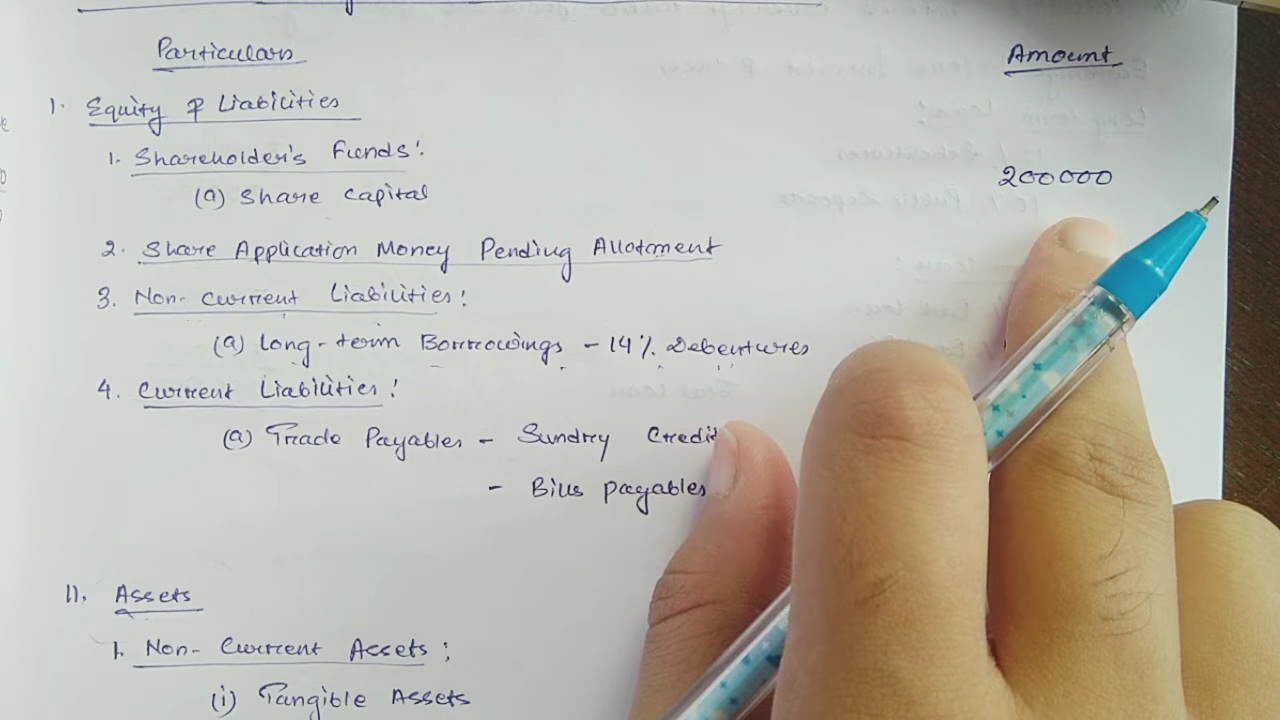 Particulars Amount
1. Equity & Liabilities
1. Shareholder's Funds:
200000
(a) Share Capital
2. Share Application Money Pending Allotment
3. Non-Current Liabilities:
(a) Long-term Borrowings - 14% Debentures
4. Current Liabilities:
(a) Trade Payables - Sundry Credit
- Bills payables
II. Assets
1. Non-Current Assets:
(i) Tangible Assets